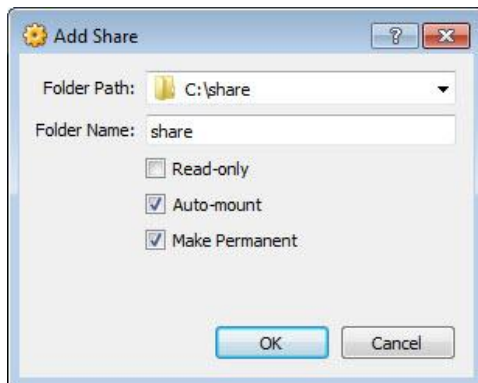 Add Share
Folder Path: C:\share
Folder Name: share
Read-only
Auto-mount
Make Permanent
OK Cancel